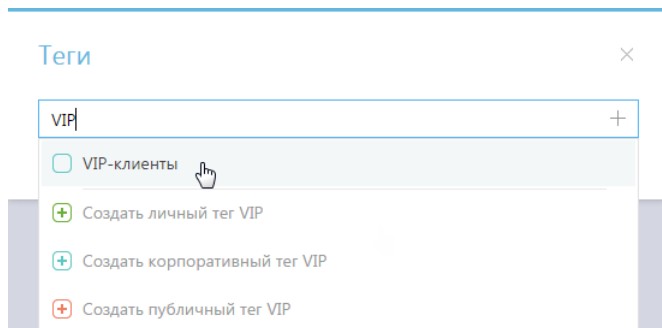 Теги
VIP
VIP-клиенты
Создать личный тег VIP
Создать корпоративный тег VIP
Создать публичный тег VIP